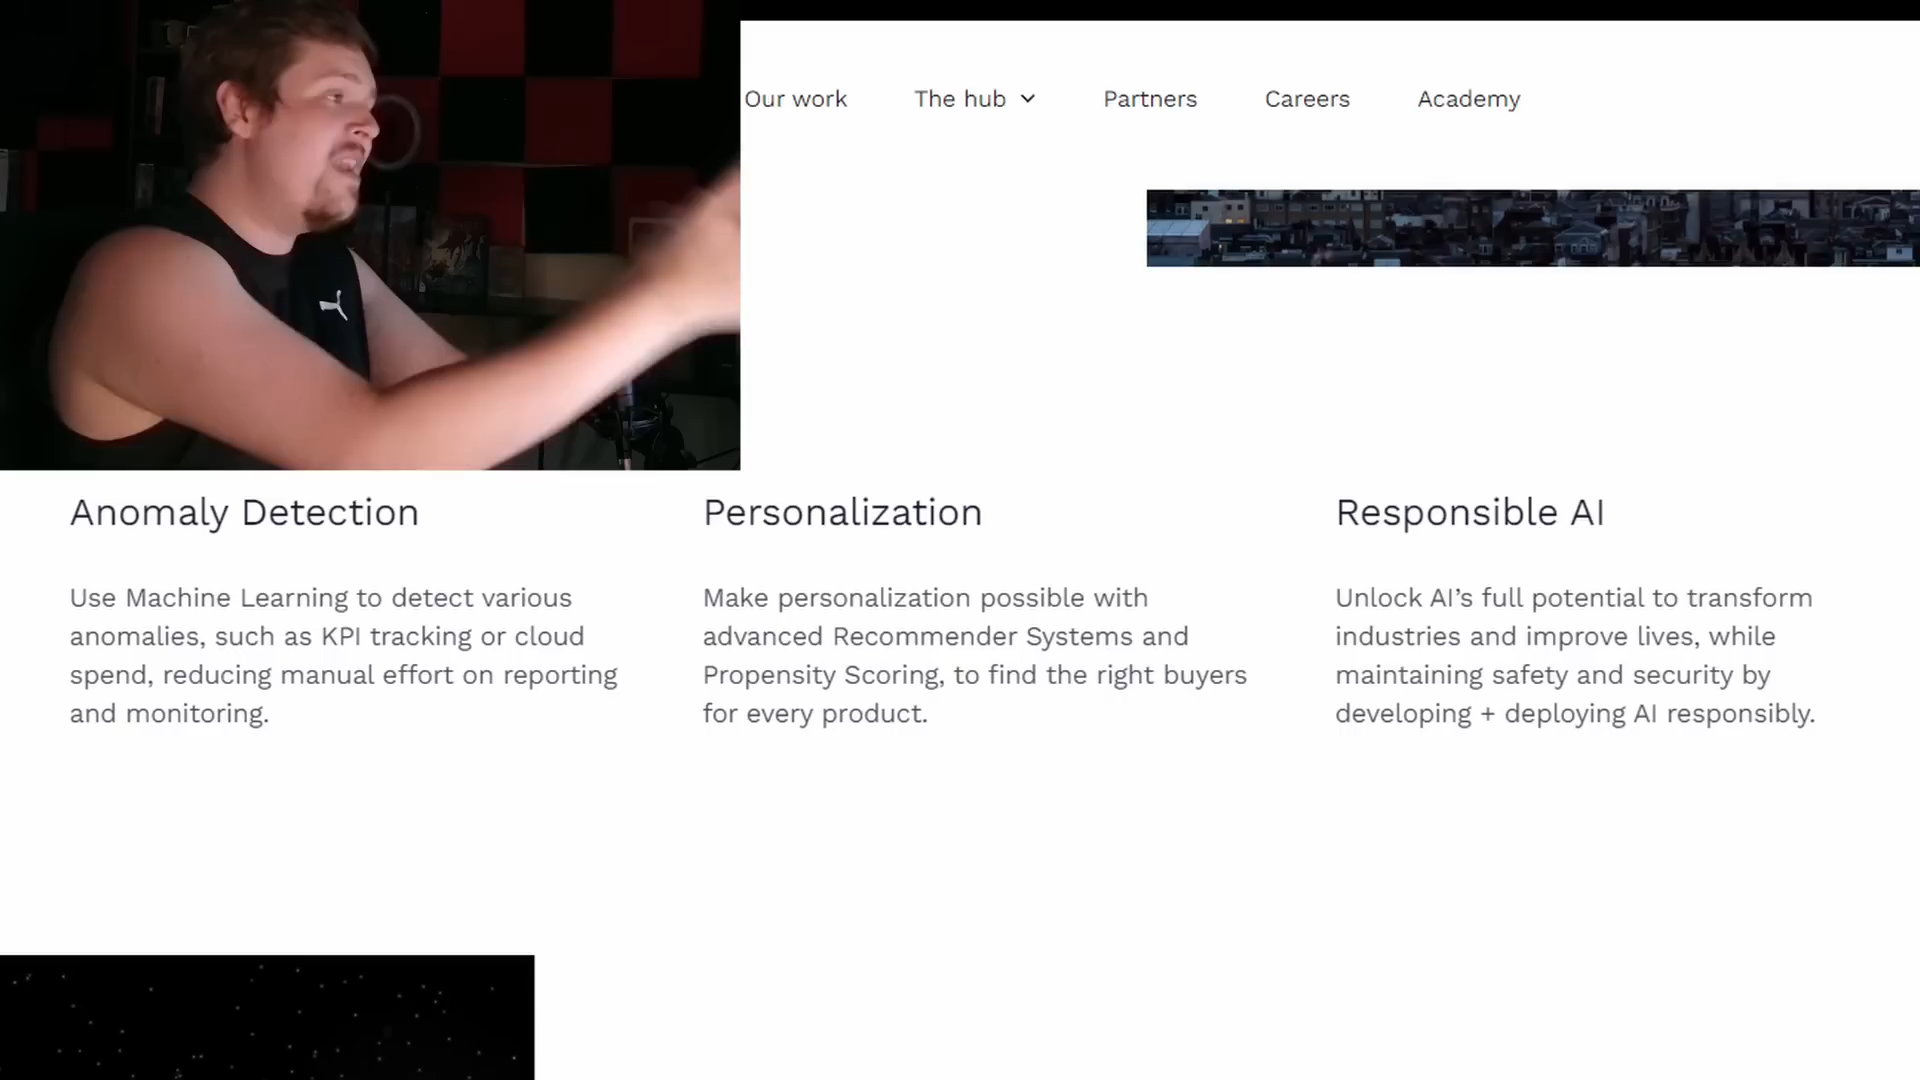 Our work
The hub
Partners
Careers
Academy
Anomaly Detection
Use Machine Learning to detect various
anomalies, such as KPI tracking or cloud
spend, reducing manual effort on reporting
and monitoring.
Personalization
Make personalization possible with
advanced Recommender Systems and
Propensity Scoring, to find the right buyers
for every product.
Responsible AI
Unlock AI’s full potential to transform
industries and improve lives, while
maintaining safety and security by
developing + deploying AI responsibly.